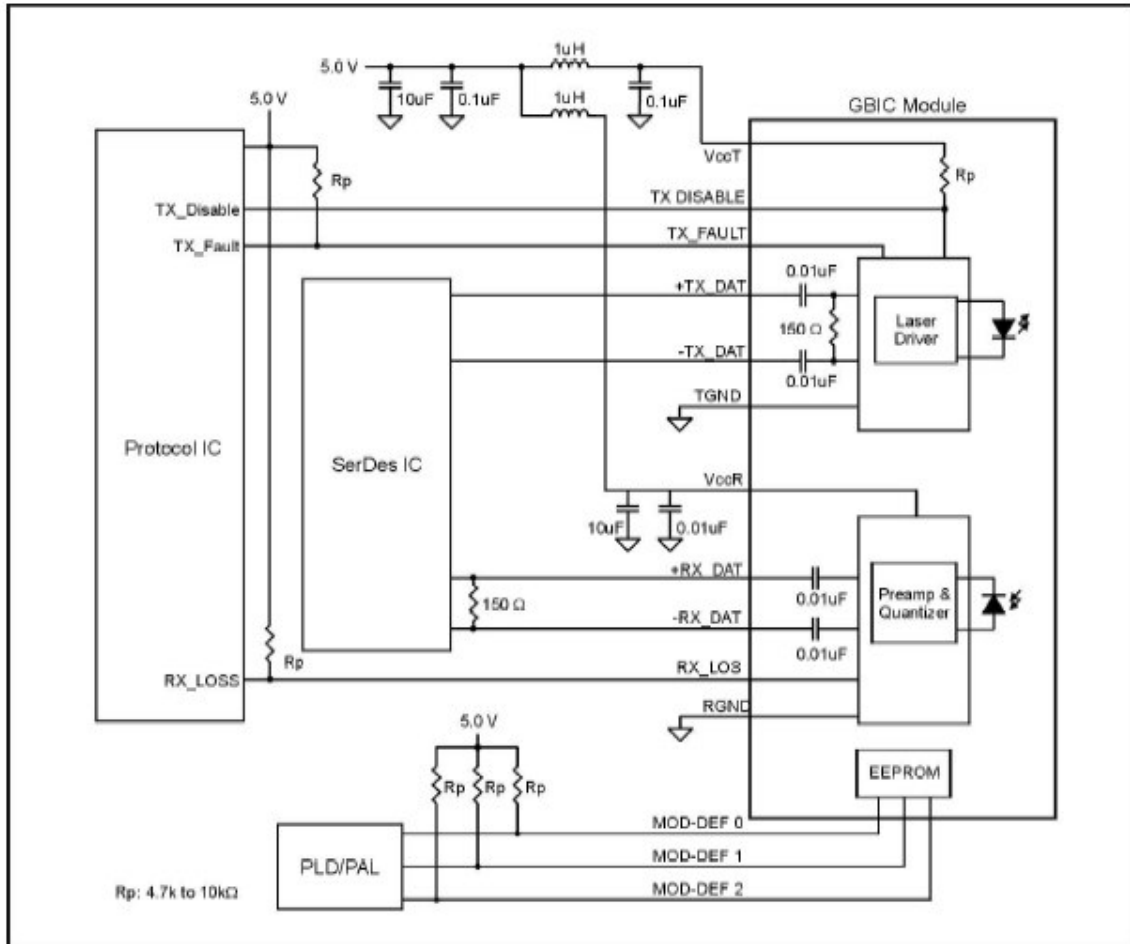 1uH
5.0 V
10uF
0.1uF
1uH
0.1uF
5.0 V
GBIC Module
VccT
Rp
Rp
TX_Disable
TX DISABLE
TX_Fault
TX_FAULT
0.01uF
+TX_DAT
150 Ω
Laser
Driver
-TX_DAT
0.01uF
TGND
Protocol IC
SerDes IC
VccR
10uF
0.01uF
+RX_DAT
0.01uF
Preamp &
Quantizer
150 Ω
-RX_DAT
0.01uF
Rp
RX_LOSS
RX_LOS
RGND
5.0 V
EEPROM
Rp
Rp
Rp
MOD-DEF 0
PLD/PAL
MOD-DEF 1
MOD-DEF 2
Rp: 4.7k to 10kΩ